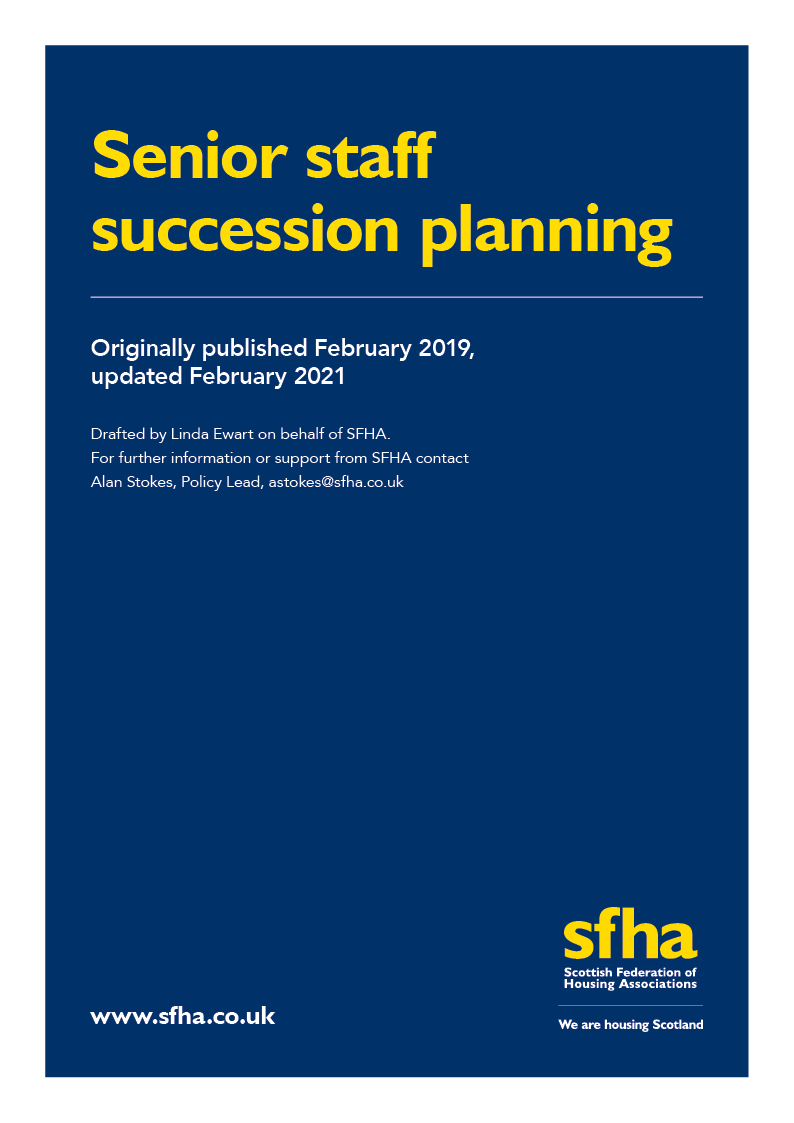 Senior staff
succession planning
Originally published February 2019,
updated February 2021
Drafted by Linda Ewart on behalf of SFHA.
For further information or support from SFHA contact
Alan Stokes, Policy Lead, astokes@sfha.co.uk
sfha
Scottish Federation of
Housing Associations
www.sfha.co.uk
We are housing Scotland